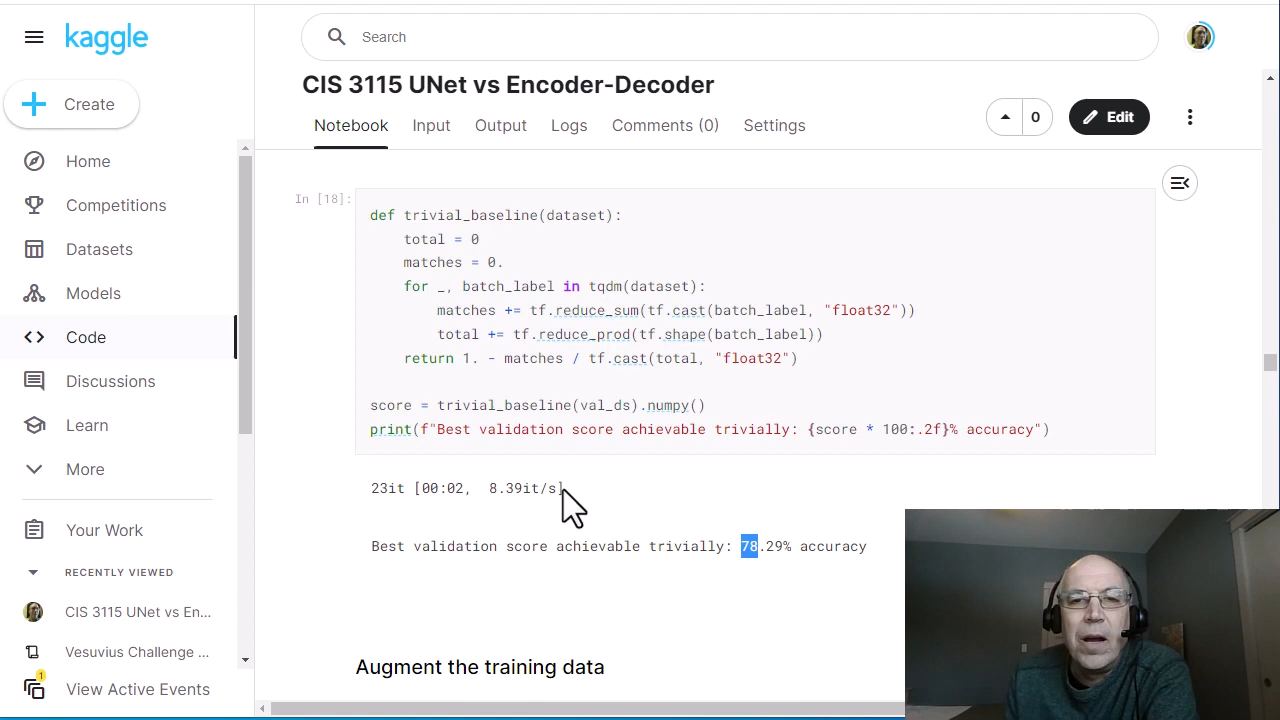 kaggle
Search
Create
Home
Competitions
Datasets
Models
Code
Discussions
Learn
More
Your Work
RECENTLY VIEWED
CIS 3115 UNet vs En...
Vesuvius Challenge ...
1
View Active Events
CIS 3115 UNet vs Encoder-Decoder
Notebook Input Output Logs Comments (0) Settings
0
Edit
In [18]:
def trivial_baseline(dataset):
    total = 0
    matches = 0.
    for _, batch_label in tqdm(dataset):
        matches += tf.reduce_sum(tf.cast(batch_label, "float32"))
        total += tf.reduce_prod(tf.shape(batch_label))
    return 1. - matches / tf.cast(total, "float32")
score = trivial_baseline(val_ds).numpy()
print(f"Best validation score achievable trivially: {score * 100:.2f}% accuracy")
23it [00:02, 8.39it/s]
Best validation score achievable trivially: 78.29% accuracy
Augment the training data